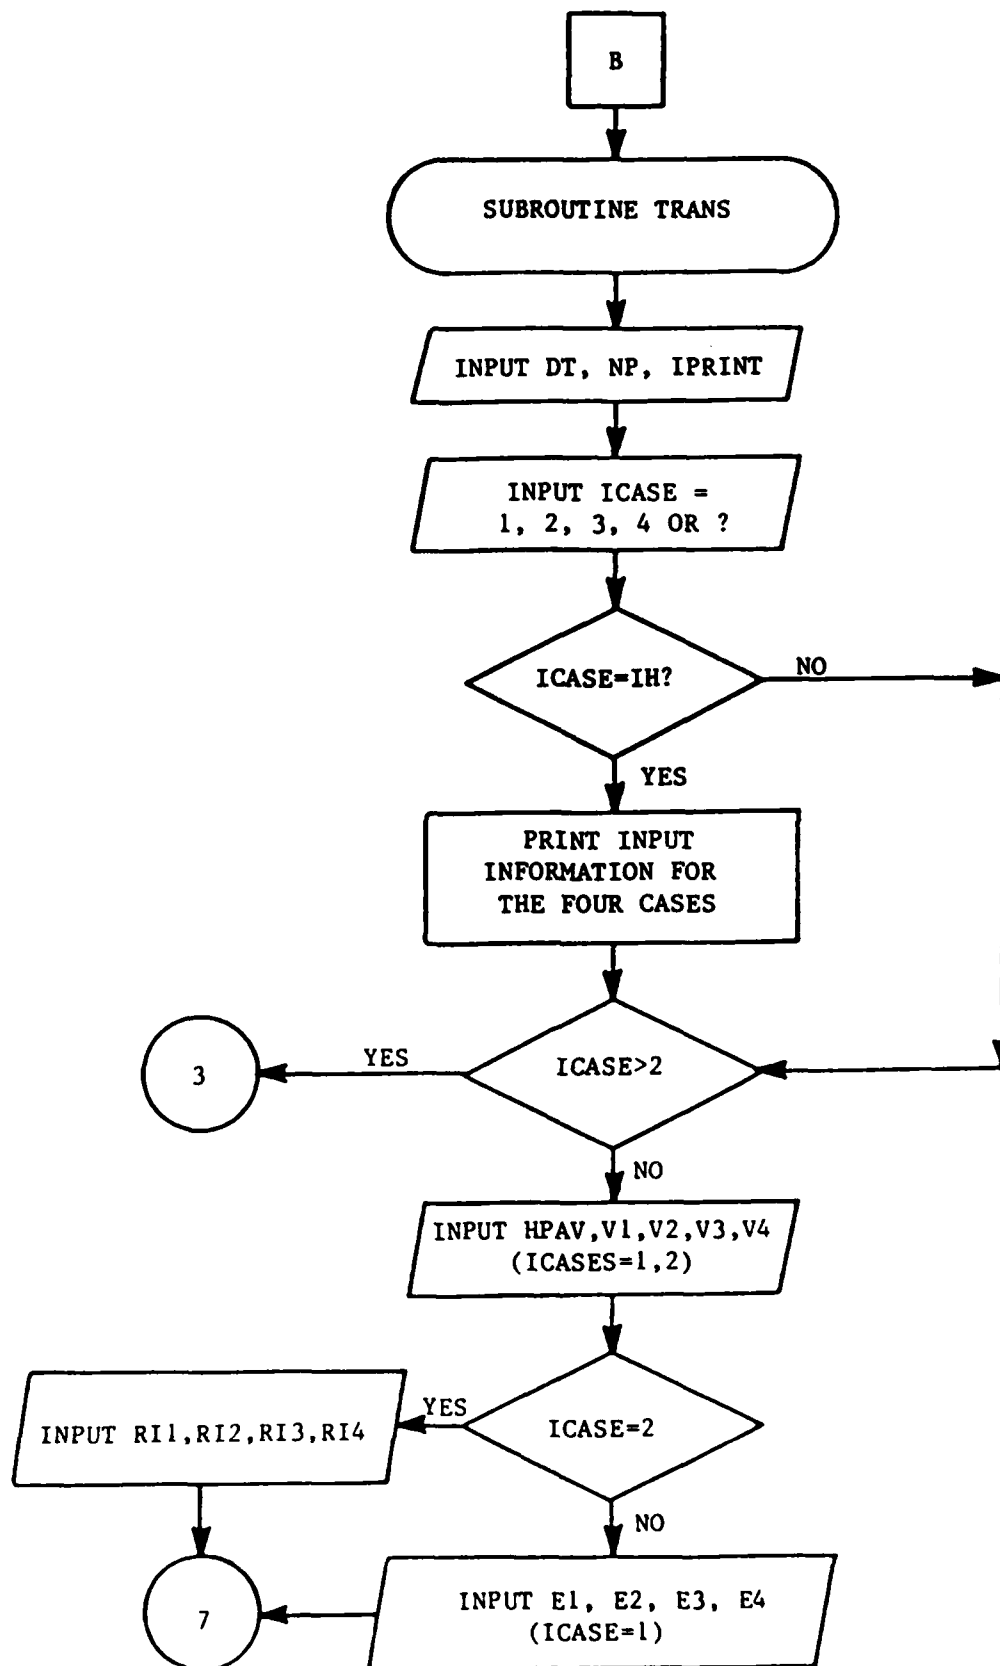 B
SUBROUTINE TRANS
INPUT DT, NP, IPRINT
INPUT ICASE =
1, 2, 3, 4 OR ?
ICASE=IH?
NO
YES
PRINT INPUT
INFORMATION FOR
THE FOUR CASES
ICASE>2
YES
3
NO
INPUT HPAV,V1,V2,V3,V4
(ICASES=1,2)
ICASE=2
YES
INPUT RI1,RI2,RI3,RI4
NO
INPUT E1, E2, E3, E4
(ICASE=1)
7